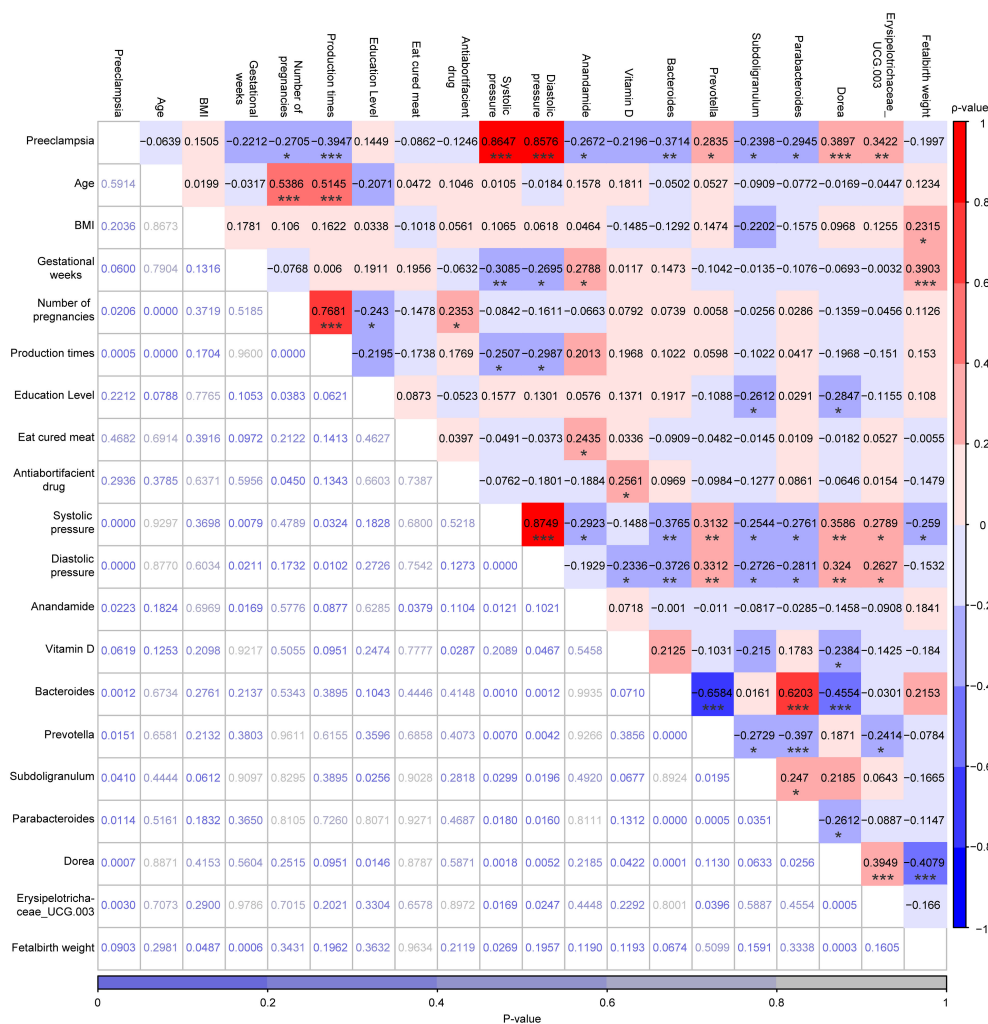 Preeclampsia
Age
BMI
Gestational
weeks
Number of
pregnancies
Production times
Education Level
Eat cured meat
Antiabortifacient
drug
Systolic
pressure
Diastolic
pressure
Anandamide
Vitamin D
Bacteroides
Prevotella
Subdoligranulum
Parabacteroides
Dorea
Erysipelotrichaceae_
UCG.003
Fetalbirth weight
ρ-value
Preeclampsia −0.0639 0.1505 −0.2212 −0.2705 −0.3947 0.1449 −0.0862 −0.1246 0.8847 0.8576 −0.2672 −0.2196 −0.3714 0.2835 −0.2398 −0.2945 0.3897 0.3422 −0.1997
* *** *** *** * ** * * * *** **
Age 0.5914 0.0199 −0.0317 0.5386 0.5145 −0.2071 0.0472 0.1046 0.0105 −0.0184 0.1578 0.1811 −0.0502 0.0527 −0.0909 −0.0772 −0.0169 −0.0447 0.1234
*** ***
BMI 0.2036 0.8673 0.1781 0.106 0.1622 0.0338 −0.1018 0.0561 0.1065 0.0618 0.0464 −0.1485 −0.1292 0.1474 −0.2202 −0.1575 0.0968 0.1255 0.2315
*
Gestational
weeks
0.0600 0.7904 0.1316 −0.0768 0.006 0.1911 0.1956 −0.0632 −0.3085 −0.2695 0.2788 0.0117 0.1473 −0.1042 −0.0135 −0.1076 −0.0693 −0.0032 0.3903
** * * ***
Number of
pregnancies
0.0206 0.0000 0.3719 0.5185 0.7681 −0.243 −0.1478 0.2353 −0.0842 −0.1611 −0.0663 0.0792 0.0739 0.0058 −0.0256 0.0286 −0.1359 −0.0456 0.1126
*** * *
Production times 0.0005 0.0000 0.1704 0.9600 0.0000 −0.2195 −0.1738 0.1769 −0.2507 −0.2987 0.2013 0.1968 0.1022 0.0598 −0.1022 0.0417 −0.1968 −0.151 0.153
* *
Education Level 0.2212 0.0788 0.7765 0.1053 0.0383 0.0621 0.0873 −0.0523 0.1577 0.1301 0.0576 0.1371 0.1917 −0.1088 −0.2612 0.0291 −0.2847 −0.1155 0.108
* *
Eat cured meat 0.4682 0.6914 0.3916 0.0972 0.2122 0.1413 0.4627 0.0397 −0.0491 −0.0373 0.2435 0.0336 −0.0909 −0.0482 −0.0145 0.0109 −0.0182 0.0527 −0.0055
*
Antiabortifacient
drug
0.2936 0.3785 0.6371 0.5956 0.0450 0.1343 0.6603 0.7387 −0.0762 −0.1801 −0.1884 0.2561 0.0969 −0.0984 −0.1277 0.0861 −0.0646 0.0154 −0.1479
*
Systolic
pressure
0.0000 0.9297 0.3698 0.0079 0.4789 0.0324 0.1828 0.6800 0.5218 0.8749 −0.2923 −0.1488 −0.3765 0.3132 −0.2544 −0.2761 0.3586 0.2789 −0.259
*** * ** ** * * ** * *
Diastolic
pressure
0.0000 0.8770 0.6034 0.0211 0.1732 0.0102 0.2726 0.7542 0.1273 0.0000 −0.1929 −0.2336 −0.3726 0.3312 −0.2726 −0.2811 0.324 0.2627 −0.1532
* ** ** * * ** *
Anandamide 0.0223 0.1824 0.6969 0.0169 0.5776 0.0877 0.6285 0.0379 0.1104 0.0121 0.1021 0.0718 −0.001 −0.011 −0.0817 −0.0285 −0.1458 −0.0908 0.1841
Vitamin D 0.0619 0.1253 0.2098 0.9217 0.5055 0.0951 0.2474 0.7777 0.0287 0.2089 0.0467 0.5458 0.2125 −0.1031 −0.215 0.1783 −0.2384 −0.1425 −0.184
*
Bacteroides 0.0012 0.6734 0.2761 0.2137 0.5343 0.3895 0.1043 0.4446 0.4148 0.0010 0.0012 0.9935 0.0710 −0.6584 0.0161 0.6203 −0.4554 −0.0301 0.2153
*** *** ***
Prevotella 0.0151 0.6581 0.2132 0.3803 0.9611 0.6155 0.3596 0.6858 0.4073 0.0070 0.0042 0.9266 0.3856 0.0000 −0.2729 −0.397 0.1871 −0.2414 −0.0784
* *** *
Subdoligranulum 0.0410 0.4444 0.0612 0.9097 0.8295 0.3895 0.0256 0.9028 0.2818 0.0299 0.0196 0.4920 0.0677 0.8924 0.0195 0.247 0.2185 0.0643 −0.1665
*
Parabacteroides 0.0114 0.5161 0.1832 0.3650 0.8105 0.7260 0.8071 0.9271 0.4687 0.0180 0.0160 0.8111 0.1312 0.0000 0.0005 0.0351 −0.2612 −0.0887 −0.1147
*
Dorea 0.0007 0.8871 0.4153 0.5604 0.2515 0.0951 0.0146 0.8787 0.5871 0.0018 0.0052 0.2185 0.0422 0.0001 0.1130 0.0633 0.0256 0.3949 −0.4079
*** ***
Erysipelotricha-
ceae_UCG.003
0.0030 0.7073 0.2900 0.9786 0.7015 0.2021 0.3304 0.6578 0.8972 0.0169 0.0247 0.4448 0.2292 0.8001 0.0396 0.5887 0.4554 0.0005 −0.166
Fetalbirth weight 0.0903 0.2981 0.0487 0.0006 0.3431 0.1962 0.3632 0.9634 0.2119 0.0269 0.1957 0.1190 0.1193 0.0674 0.5099 0.1591 0.3338 0.0003 0.1605
1
0.8
0.6
0.4
0.2
0
−0.2
−0.4
−0.6
−0.8
−1
0 0.2 0.4 0.6 0.8 1
P-value